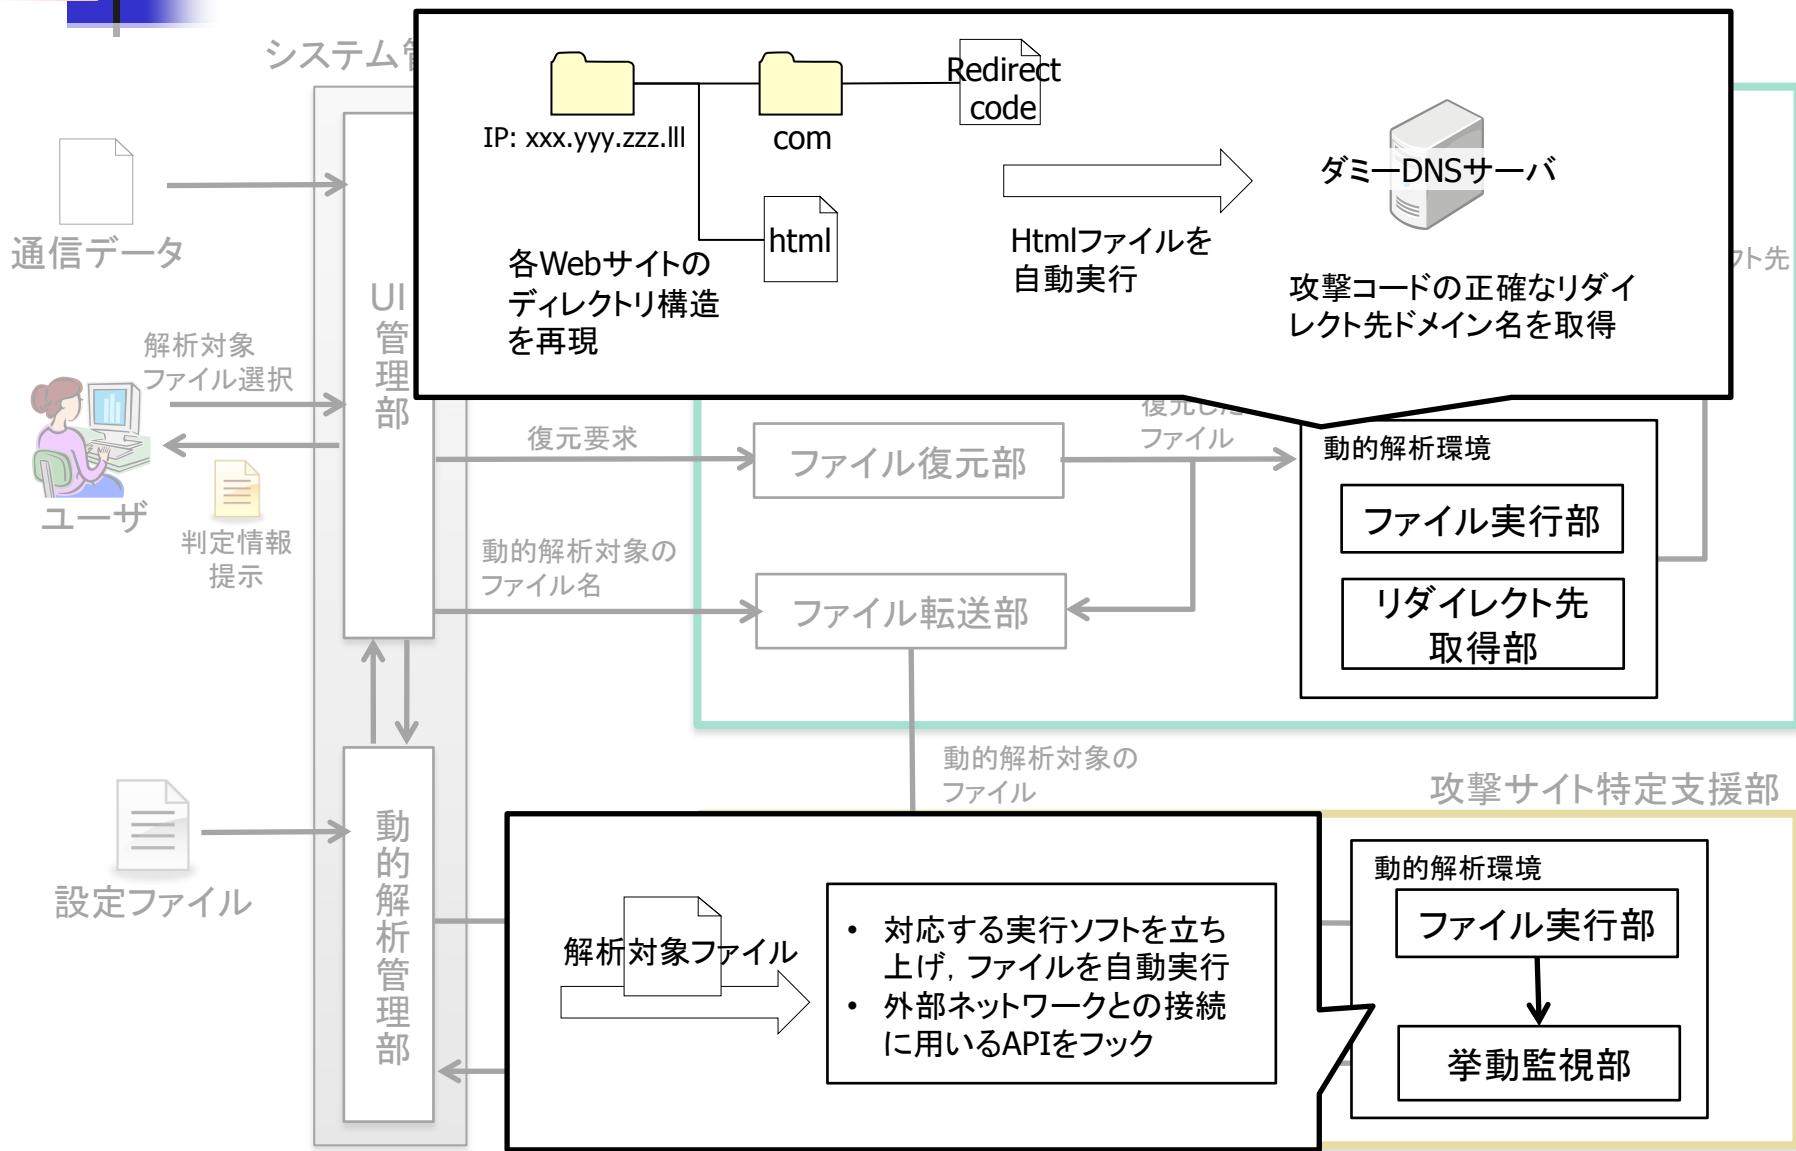 システム管
IP: xxx.yyy.zzz.lll
com
Redirect
code
html
各Webサイトの
ディレクトリ構造
を再現
Htmlファイルを
自動実行
ダミーDNSサーバ
攻撃コードの正確なリダイ
レクト先ドメイン名を取得
クト先
通信データ
解析対象
ファイル選択
ユーザ
判定情報
提示
UI
管
理
部
復元要求
ファイル復元部
復元した
ファイル
動的解析対象の
ファイル名
ファイル転送部
動的解析環境
ファイル実行部
リダイレクト先
取得部
動的解析対象の
ファイル
攻撃サイト特定支援部
設定ファイル
動
的
解
析
管
理
部
解析対象ファイル
• 対応する実行ソフトを立ち
上げ,ファイルを自動実行
• 外部ネットワークとの接続
に用いるAPIをフック
動的解析環境
ファイル実行部
挙動監視部